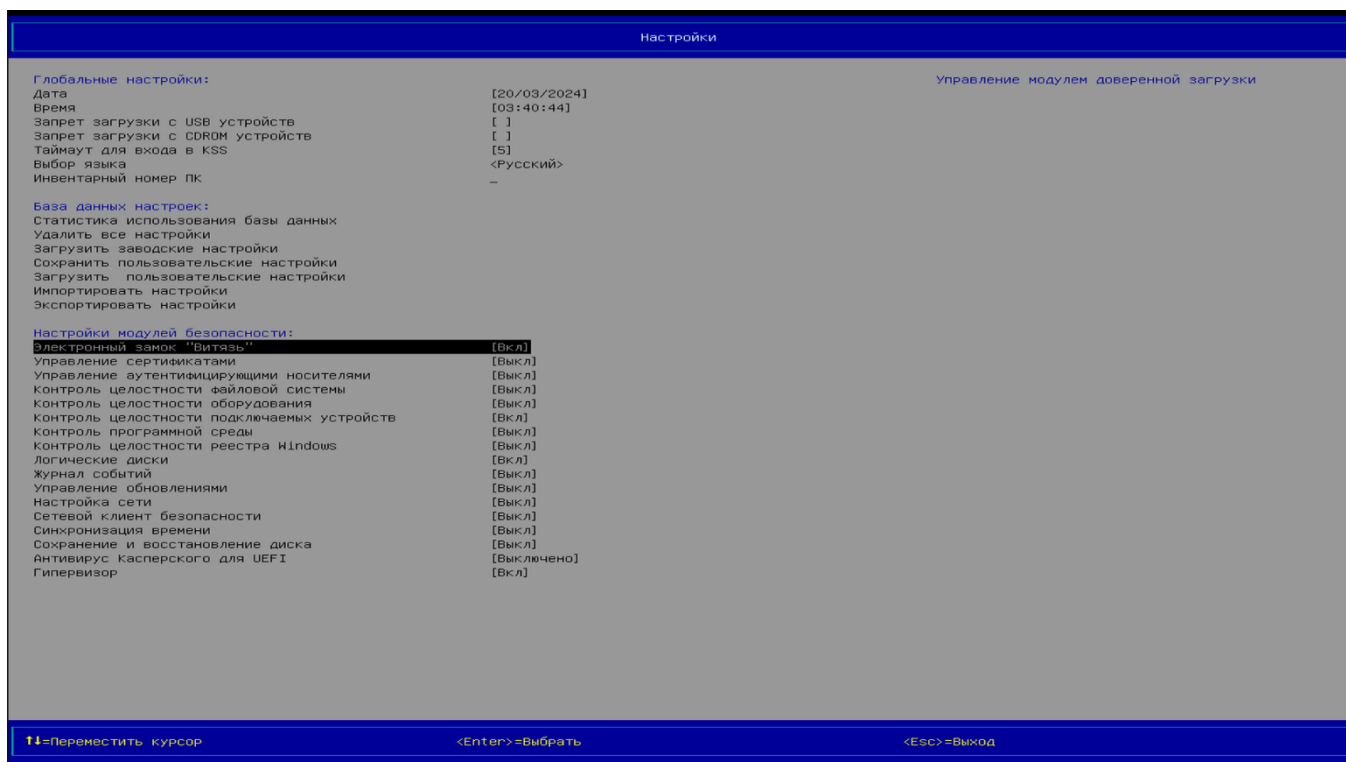 Настройки
Глобальные настройки:
Управление модулем доверенной загрузки
Дата [20/03/2024]
Время [03:40:44]
Запрет загрузки с USB устройств [ ]
Запрет загрузки с CDROM устройств [ ]
Таймаут для входа в KSS [5]
Выбор языка <Русский>
Инвентарный номер ПК _
База данных настроек:
Статистика использования базы данных
Удалить все настройки
Загрузить заводские настройки
Сохранить пользовательские настройки
Загрузить  пользовательские настройки
Импортировать настройки
Экспортировать настройки
Настройки модулей безопасности:
Электронный замок "Витязь" [Вкл]
Управление сертификатами [Выкл]
Управление аутентифицирующими носителями [Выкл]
Контроль целостности файловой системы [Выкл]
Контроль целостности оборудования [Выкл]
Контроль целостности подключаемых устройств [Вкл]
Контроль программной среды [Выкл]
Контроль целостности реестра Windows [Выкл]
Логические диски [Вкл]
Журнал событий [Выкл]
Управление обновлениями [Выкл]
Настройка сети [Выкл]
Сетевой клиент безопасности [Выкл]
Синхронизация времени [Выкл]
Сохранение и восстановление диска [Выкл]
Антивирус Касперского для UEFI [Выключено]
Гипервизор [Вкл]
↑↓=Переместить курсор <Enter>=Выбрать <Esc>=Выход